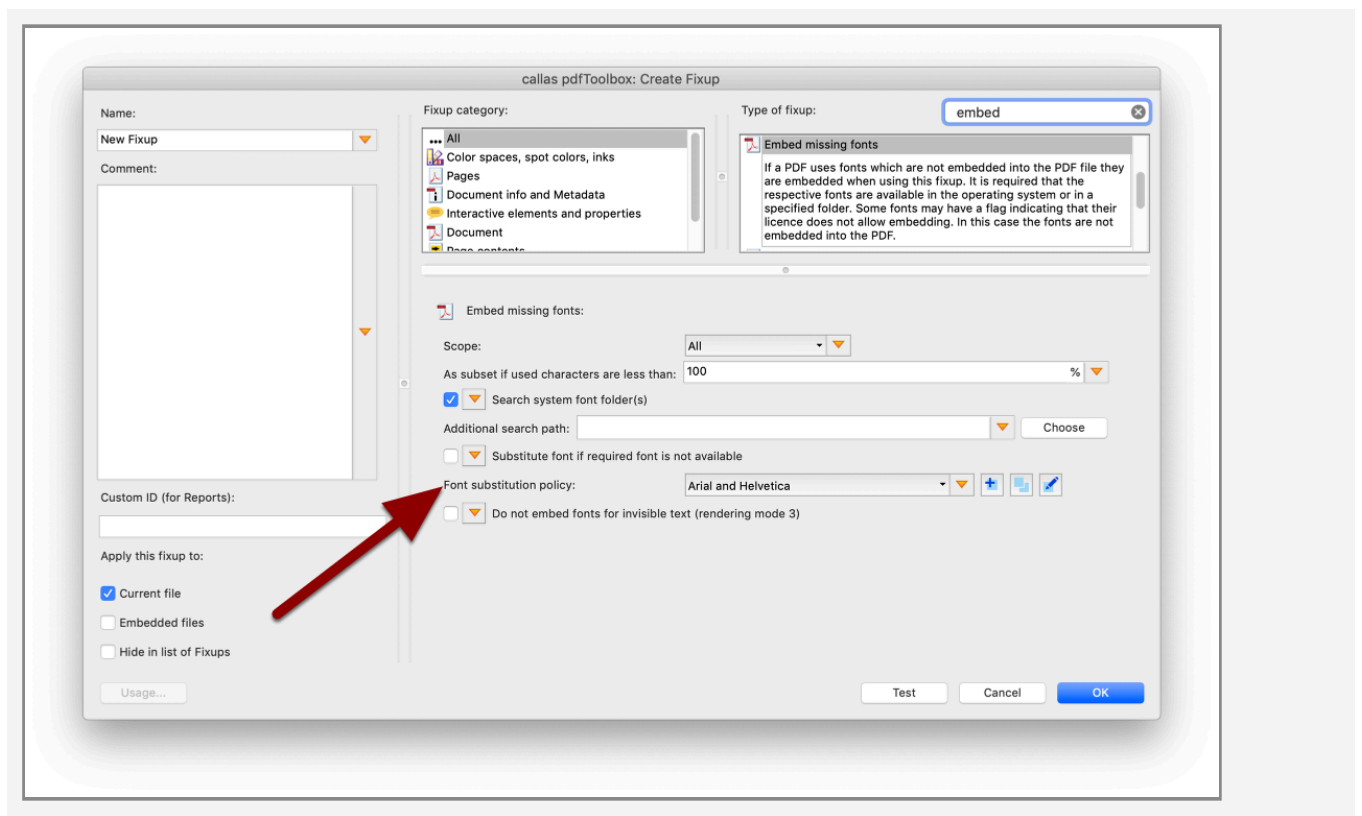 callas pdfToolbox: Create Fixup
Name:
New Fixup
Comment:
Custom ID (for Reports):
Apply this fixup to:
Current file
Embedded files
Hide in list of Fixups
Usage...
Fixup category:
All
Color spaces, spot colors, inks
Pages
Document info and Metadata
Interactive elements and properties
Document
Page contents
Type of fixup:
embed
Embed missing fonts
If a PDF uses fonts which are not embedded into the PDF file they
are embedded when using this fixup. It is required that the
respective fonts are available in the operating system or in a
specified folder. Some fonts may have a flag indicating that their
licence does not allow embedding. In this case the fonts are not
embedded into the PDF.
Embed missing fonts:
Scope: All
As subset if used characters are less than: 100 %
Search system font folder(s)
Additional search path: Choose
Substitute font if required font is not available
Font substitution policy: Arial and Helvetica
Do not embed fonts for invisible text (rendering mode 3)
Test Cancel OK